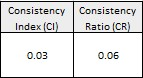 Consistency Index (CI)
Consistency Ratio (CR)
0.03
0.06